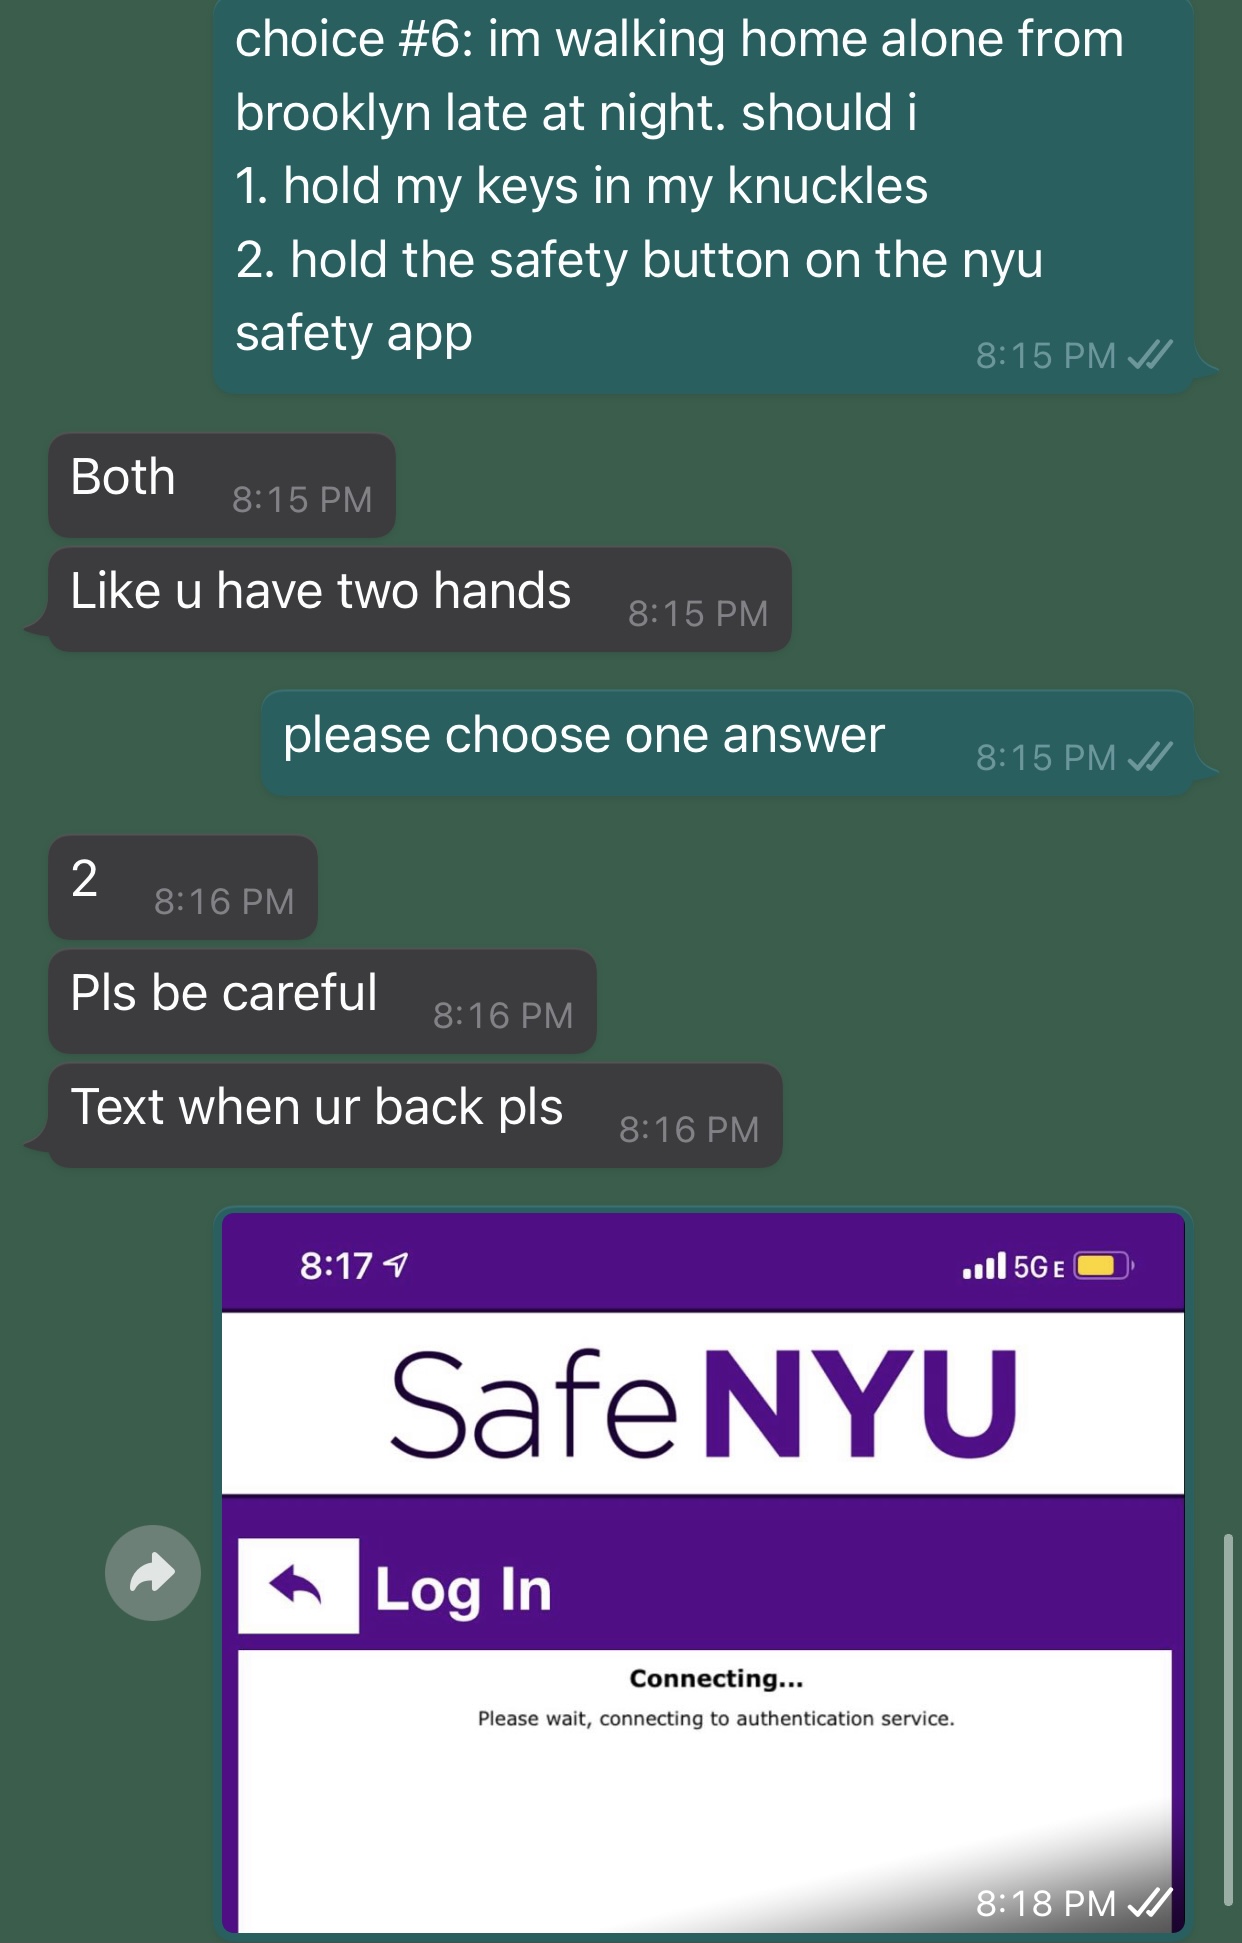 choice #6: im walking home alone from
brooklyn late at night. should i
1. hold my keys in my knuckles
2. hold the safety button on the nyu
safety app
8:15 PM
Both
8:15 PM
Like u have two hands
8:15 PM
please choose one answer
8:15 PM
2
8:16 PM
Pls be careful
8:16 PM
Text when ur back pls
8:16 PM
8:17
5G E
SafeNYU
Log In
Connecting...
Please wait, connecting to authentication service.
8:18 PM